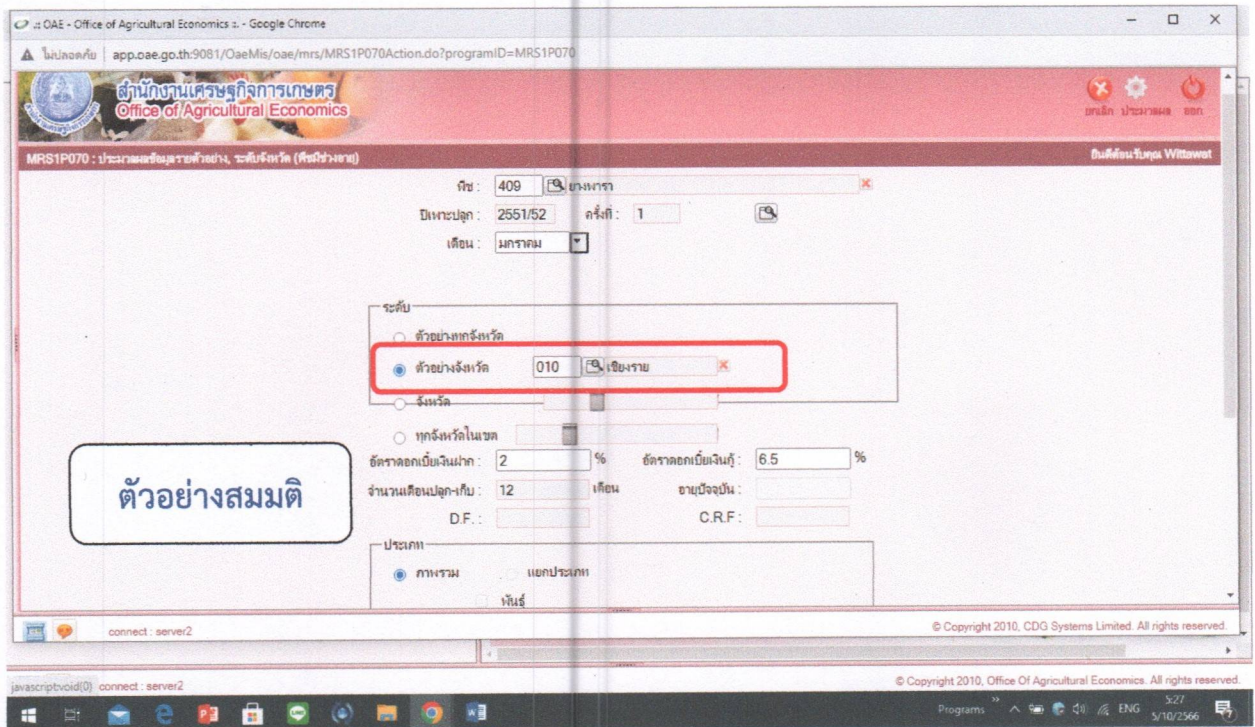 .:: OAE - Office of Agricultural Economics ::. - Google Chrome
ไม่ปลอดภัย | app.oae.go.th:9081/OaeMis/oae/mrs/MRS1P070Action.do?programID=MRS1P070
สำนักงานเศรษฐกิจการเกษตร
Office of Agricultural Economics
ยกเลิก ประมวลผล ออก
MRS1P070 : ประมวลผลข้อมูลรายตัวอย่าง, ระดับจังหวัด (พืชมีช่วงอายุ)
ยินดีต้อนรับคุณ Wittawat
พืช : 409 ยางพารา
ปีเพาะปลูก : 2551/52 ครั้งที่ : 1
เดือน : มกราคม
ระดับ
ตัวอย่างทุกจังหวัด
ตัวอย่างจังหวัด 010 เชียงราย
จังหวัด
ทุกจังหวัดในเขต
อัตราดอกเบี้ยเงินฝาก : 2 % อัตราดอกเบี้ยเงินกู้ : 6.5 %
จำนวนเดือนปลูก-เก็บ : 12 เดือน อายุปัจจุบัน :
D.F. : C.R.F :
ตัวอย่างสมมติ
ประเภท
ภาพรวม แยกประเภท
พันธุ์
connect : server2
© Copyright 2010, CDG Systems Limited. All rights reserved.
javascript:void(0) connect : server2
© Copyright 2010, Office Of Agricultural Economics. All rights reserved.
Programs ENG 5:27
5/10/2566